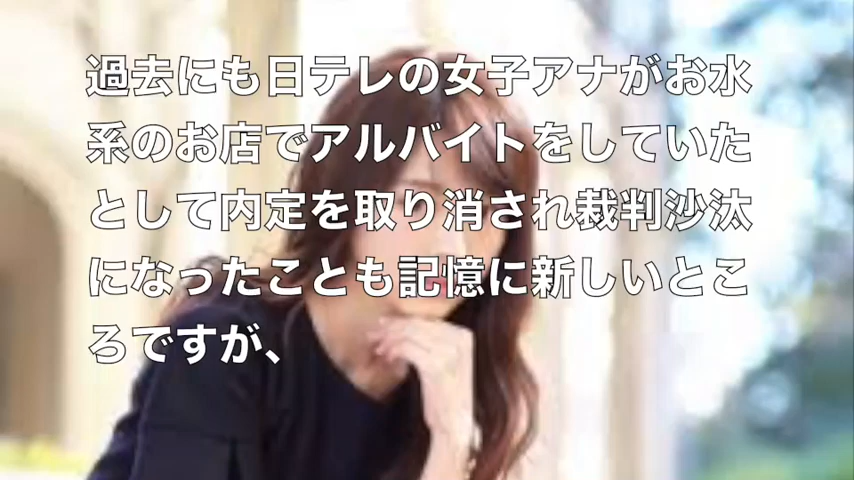 過去にも日テレの女子アナがお水
系のお店でアルバイトをしていた
として内定を取り消され裁判沙汰
になったことも記憶に新しいとこ
ろですが、